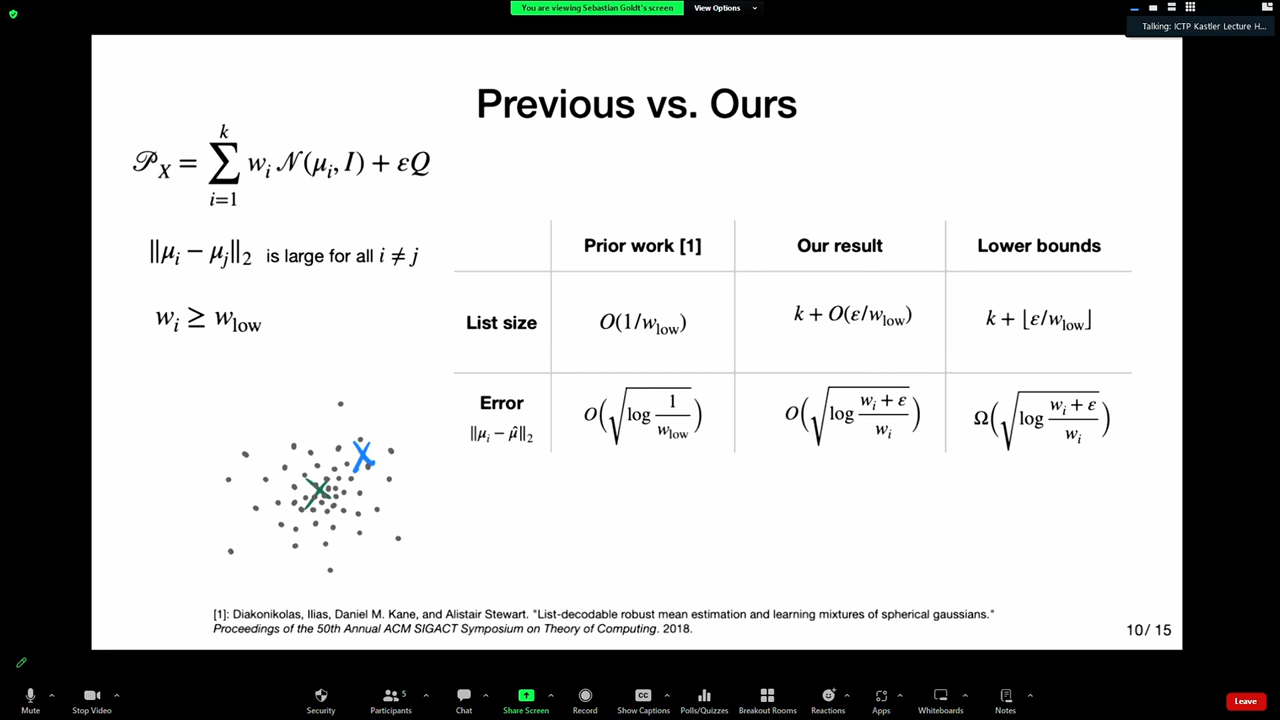 You are viewing Sebastian Goldt's screen
View Options
Talking: ICTP Kastler Lecture H...
Previous vs. Ours
𝒫_X = ∑_{i=1}^{k} w_i 𝒩(μ_i, I) + εQ
‖μ_i − μ_j‖_2 is large for all i ≠ j
w_i ≥ w_low
Prior work [1] Our result Lower bounds
List size O(1/w_low) k + O(ε/w_low) k + ⌊ε/w_low⌋
Error ‖μ_i − μ̂‖_2 O(√(log 1/w_low)) O(√(log (w_i + ε)/w_i)) Ω(√(log (w_i + ε)/w_i))
[1]: Diakonikolas, Ilias, Daniel M. Kane, and Alistair Stewart. "List-decodable robust mean estimation and learning mixtures of spherical gaussians."
Proceedings of the 50th Annual ACM SIGACT Symposium on Theory of Computing. 2018.
10/ 15
Mute Stop Video Security Participants 5 Chat Share Screen Record Show Captions Polls/Quizzes Breakout Rooms Reactions Apps Whiteboards Notes Leave